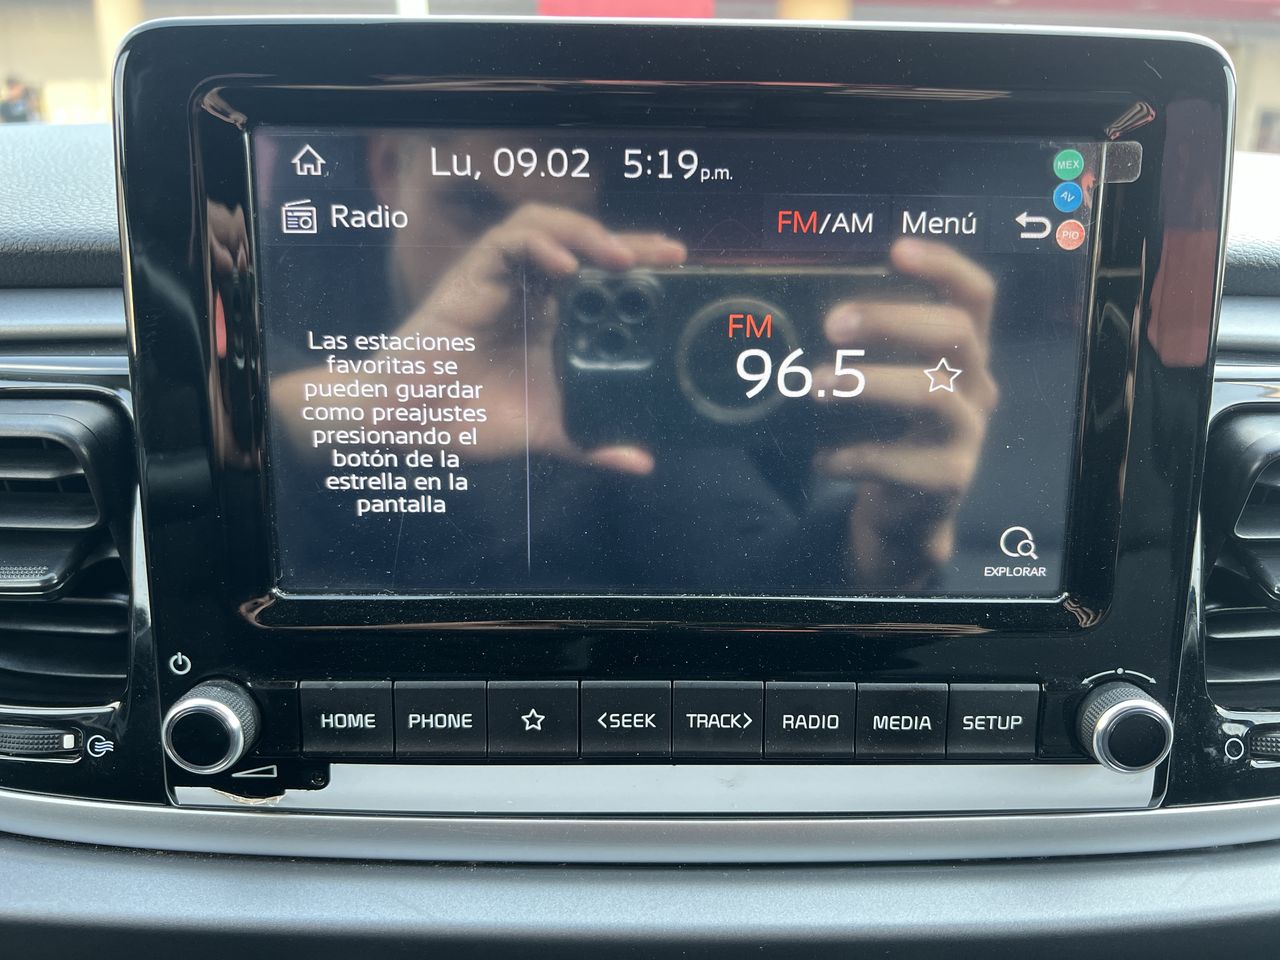 Lu, 09.02 5:19 p.m.
MEX
AV
PIO
Radio
FM/AM Menú
Las estaciones
favoritas se
pueden guardar
como preajustes
presionando el
botón de la
estrella en la
pantalla
FM
96.5
EXPLORAR
HOME PHONE <SEEK TRACK> RADIO MEDIA SETUP